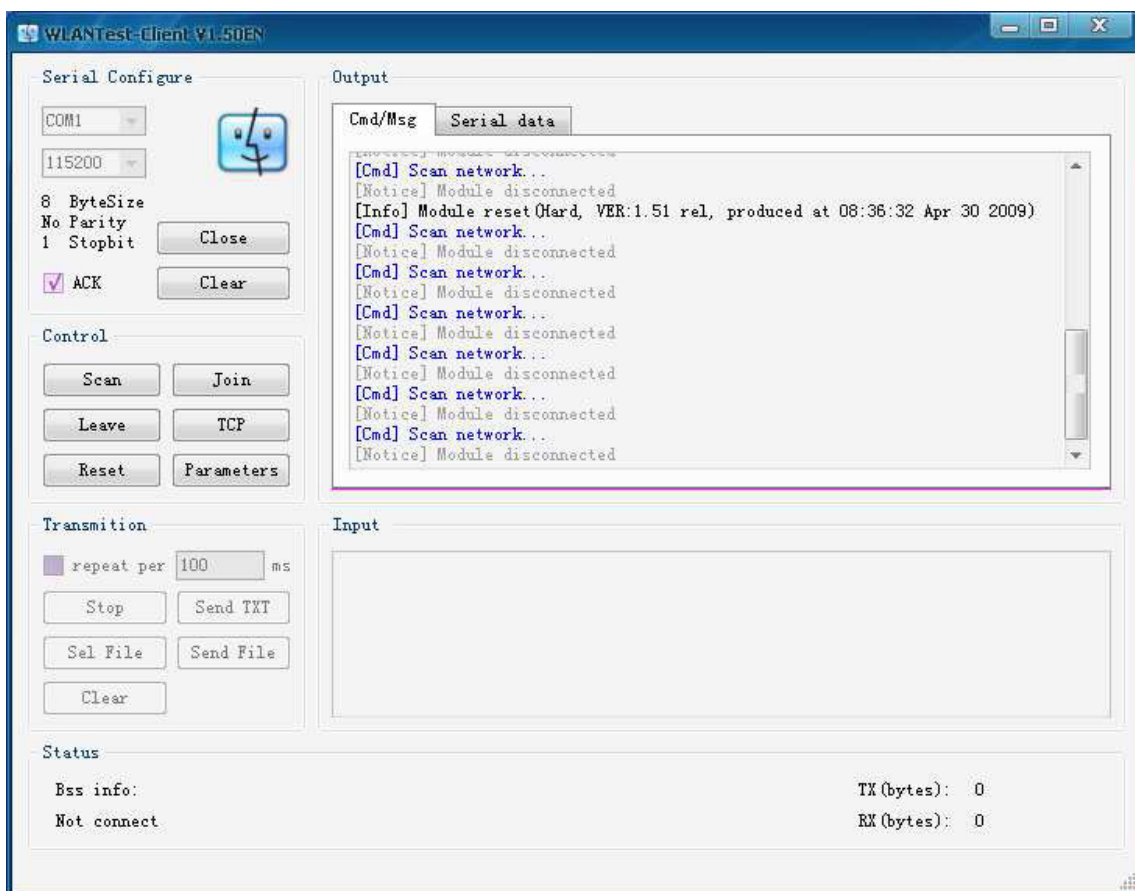 WLANTest-Client V1.50EN
Serial Configure
COM1
115200
8 ByteSize
No Parity
1 Stopbit
Close
ACK
Clear
Control
Scan
Join
Leave
TCP
Reset
Parameters
Transmition
repeat per 100 ms
Stop
Send TXT
Sel File
Send File
Clear
Output
Cmd/Msg
Serial data
[Notice] Module disconnected
[Cmd] Scan network...
[Notice] Module disconnected
[Info] Module reset(Hard, VER:1.51 rel, produced at 08:36:32 Apr 30 2009)
[Cmd] Scan network...
[Notice] Module disconnected
[Cmd] Scan network...
[Notice] Module disconnected
[Cmd] Scan network...
[Notice] Module disconnected
[Cmd] Scan network...
[Notice] Module disconnected
[Cmd] Scan network...
[Notice] Module disconnected
[Cmd] Scan network...
[Notice] Module disconnected
Input
Status
Bss info:
Not connect
TX(bytes): 0
RX(bytes): 0